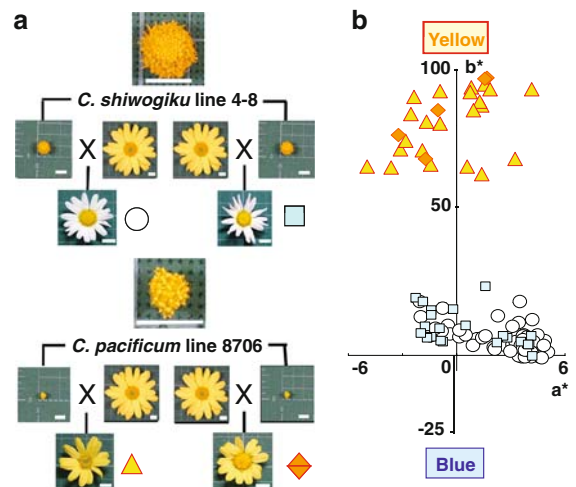 a
C. shiwogiku line 4-8
X X
C. pacificum line 8706
X X
b
Yellow
b*
100
50
-6 0 6
a*
-25
Blue